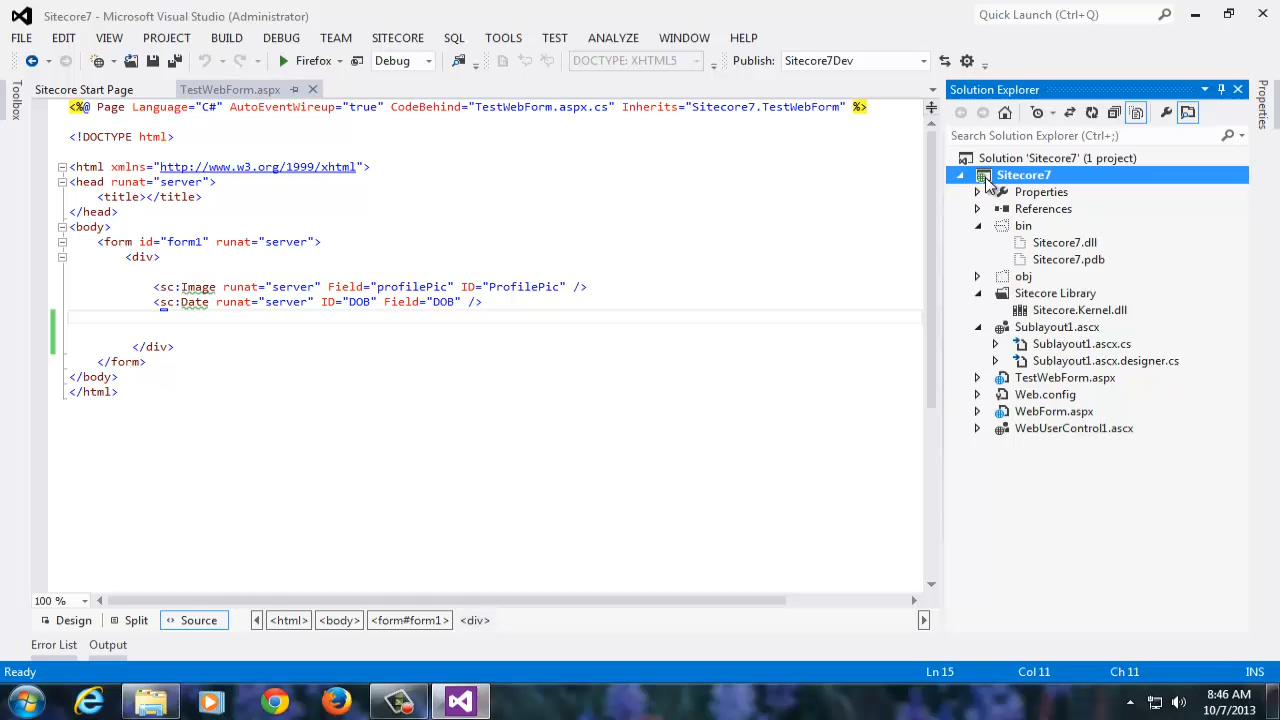 Sitecore7 - Microsoft Visual Studio (Administrator)
Quick Launch (Ctrl+Q)
FILE EDIT VIEW PROJECT BUILD DEBUG TEAM SITECORE SQL TOOLS TEST ANALYZE WINDOW HELP
Firefox Debug DOCTYPE: XHTML5 Publish: Sitecore7Dev
Toolbox
Sitecore Start Page TestWebForm.aspx
<%@ Page Language="C#" AutoEventWireup="true" CodeBehind="TestWebForm.aspx.cs" Inherits="Sitecore7.TestWebForm" %>
<!DOCTYPE html>
<html xmlns="http://www.w3.org/1999/xhtml">
<head runat="server">
<title></title>
</head>
<body>
<form id="form1" runat="server">
<div>
<sc:Image runat="server" Field="profilePic" ID="ProfilePic" />
<sc:Date runat="server" ID="DOB" Field="DOB" />
</div>
</form>
</body>
</html>
100 %
Design Split Source <html> <body> <form#form1> <div>
Error List Output
Solution Explorer
Search Solution Explorer (Ctrl+;)
Solution 'Sitecore7' (1 project)
Sitecore7
Properties
References
bin
Sitecore7.dll
Sitecore7.pdb
obj
Sitecore Library
Sitecore.Kernel.dll
Sublayout1.ascx
Sublayout1.ascx.cs
Sublayout1.ascx.designer.cs
TestWebForm.aspx
Web.config
WebForm.aspx
WebUserControl1.ascx
Properties
Ready Ln 15 Col 11 Ch 11 INS
8:46 AM
10/7/2013